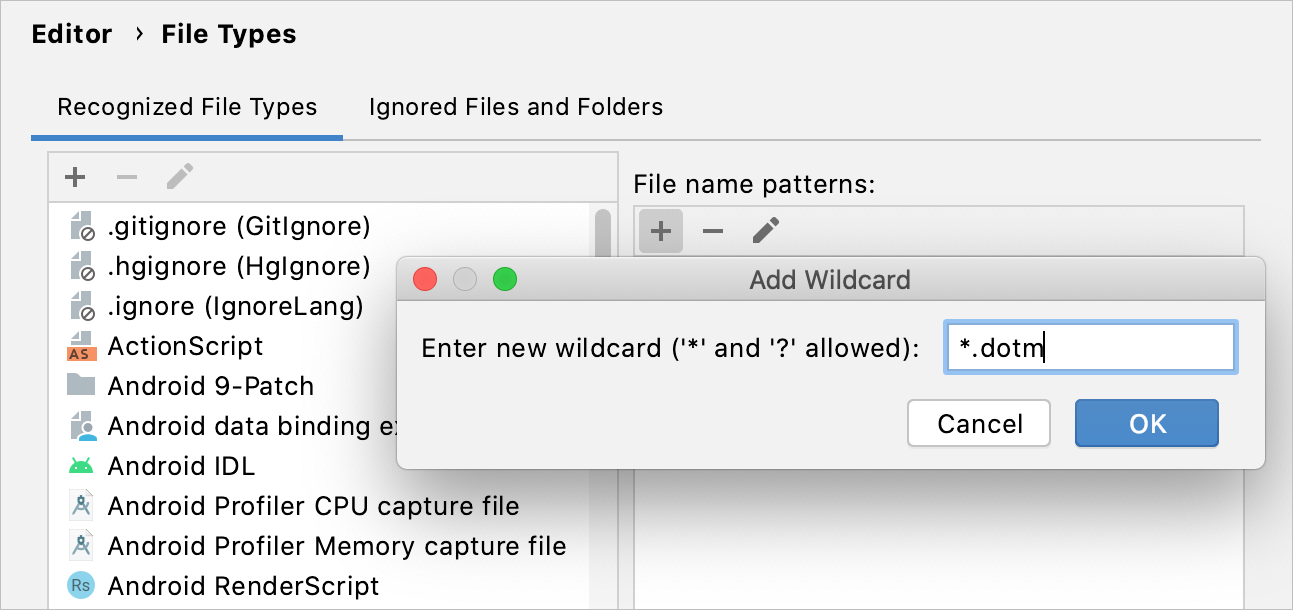 Editor › File Types
Recognized File Types Ignored Files and Folders
File name patterns:
.gitignore (GitIgnore)
.hgignore (HgIgnore)
.ignore (IgnoreLang)
AS ActionScript
Android 9-Patch
Android data binding
Android IDL
Android Profiler CPU capture file
Android Profiler Memory capture file
Rs Android RenderScript
Add Wildcard
Enter new wildcard ('*' and '?' allowed): *.dotm
Cancel OK